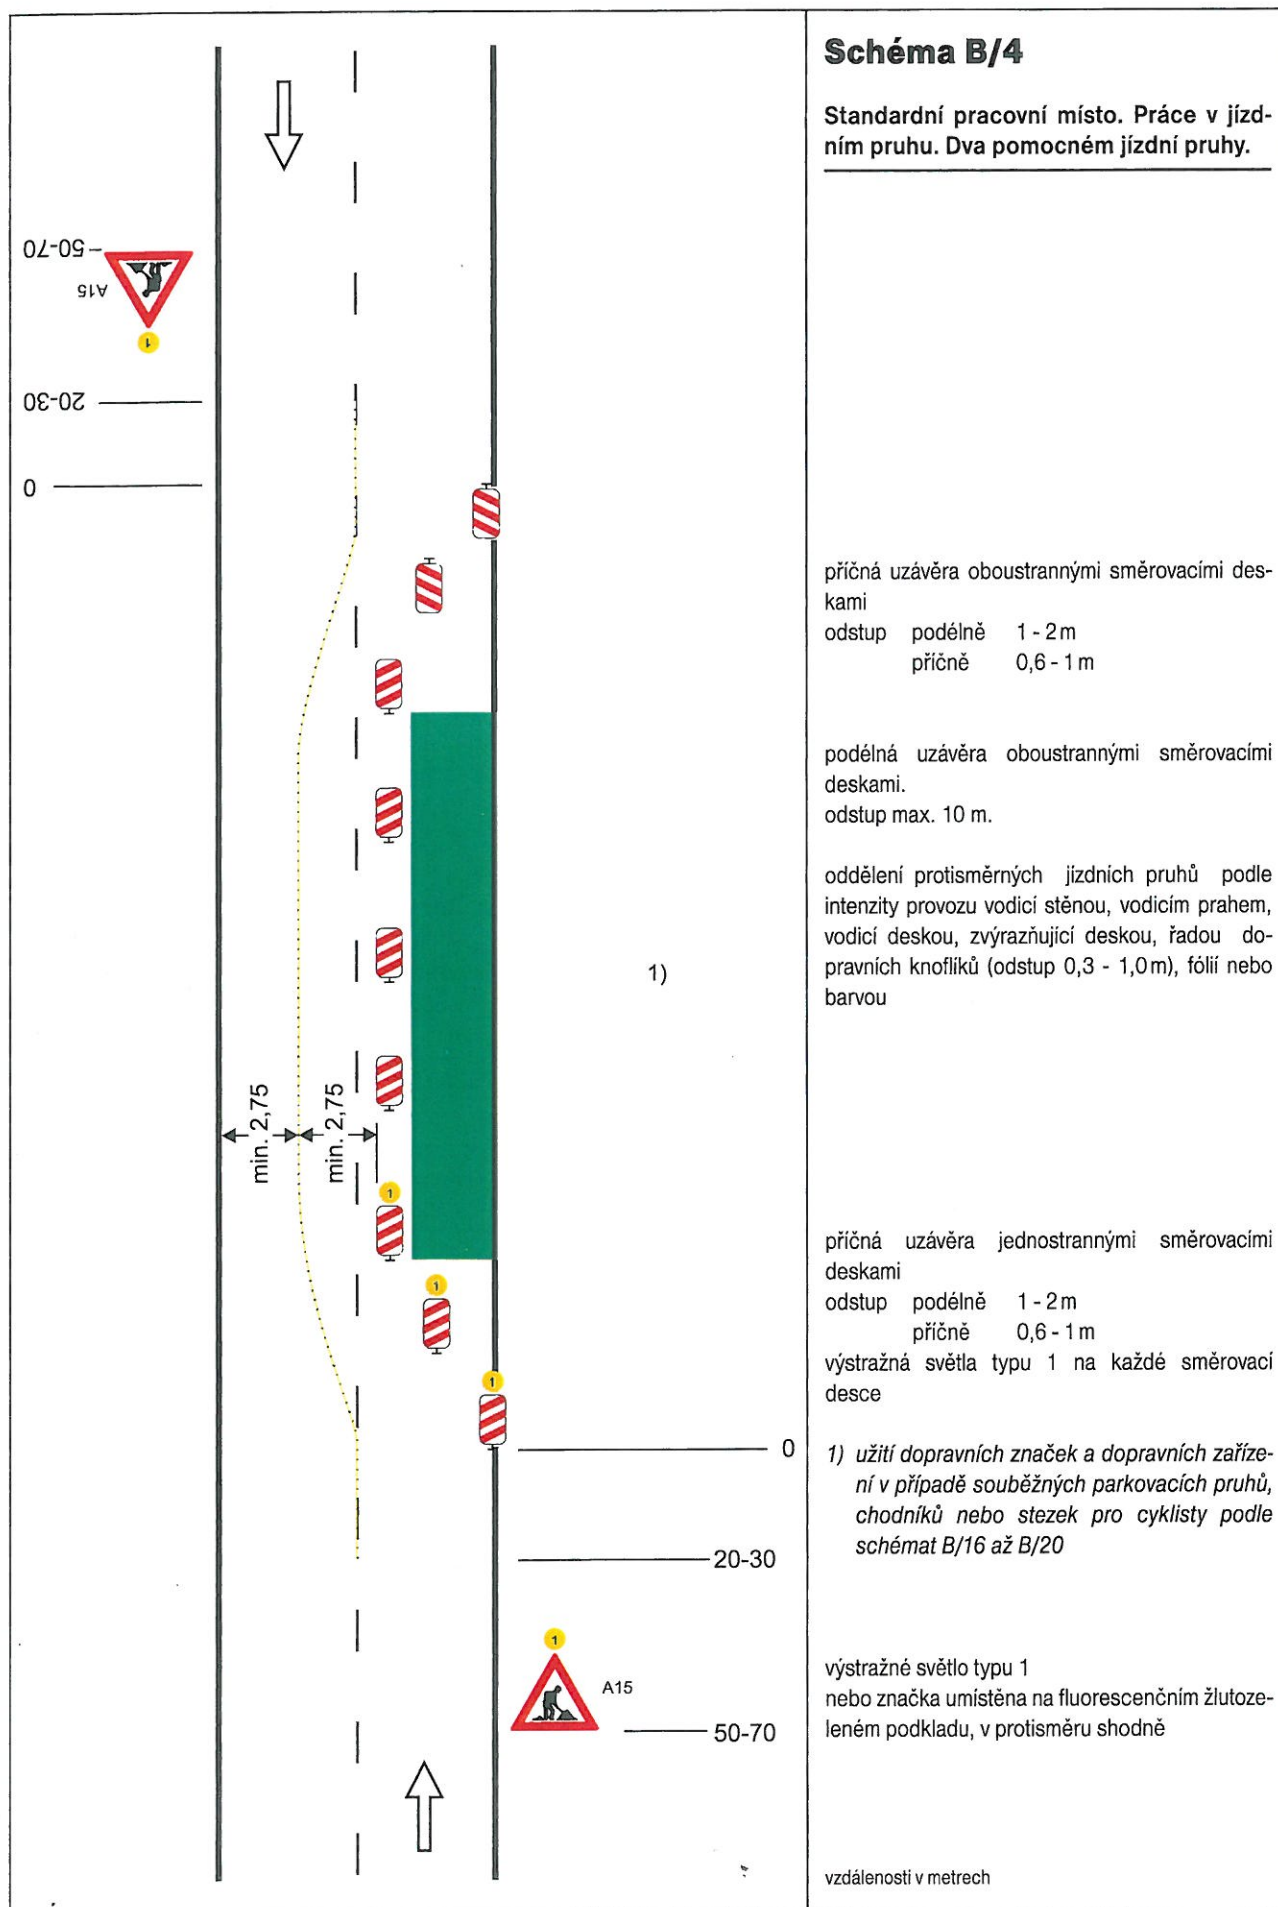 Schéma B/4
Standardní pracovní místo. Práce v jízd-
ním pruhu. Dva pomocném jízdní pruhy.
50-70
A15
1
20-30
0
příčná uzávěra oboustrannými směrovacími des-
kami
odstup podélně 1 - 2 m
příčně 0,6 - 1 m
podélná uzávěra oboustrannými směrovacími
deskami.
odstup max. 10 m.
oddělení protisměrných jízdních pruhů podle
intenzity provozu vodicí stěnou, vodicím prahem,
vodicí deskou, zvýrazňující deskou, řadou do-
pravních knoflíků (odstup 0,3 - 1,0 m), fólií nebo
barvou
1)
min. 2,75
min. 2,75
1
1
1
příčná uzávěra jednostrannými směrovacími
deskami
odstup podélně 1 - 2 m
příčně 0,6 - 1 m
výstražná světla typu 1 na každé směrovací
desce
0
1) užití dopravních značek a dopravních zaříze-
ní v případě souběžných parkovacích pruhů,
chodníků nebo stezek pro cyklisty podle
schémat B/16 až B/20
20-30
1
A15
50-70
výstražné světlo typu 1
nebo značka umístěna na fluorescenčním žlutoze-
leném podkladu, v protisměru shodně
vzdálenosti v metrech